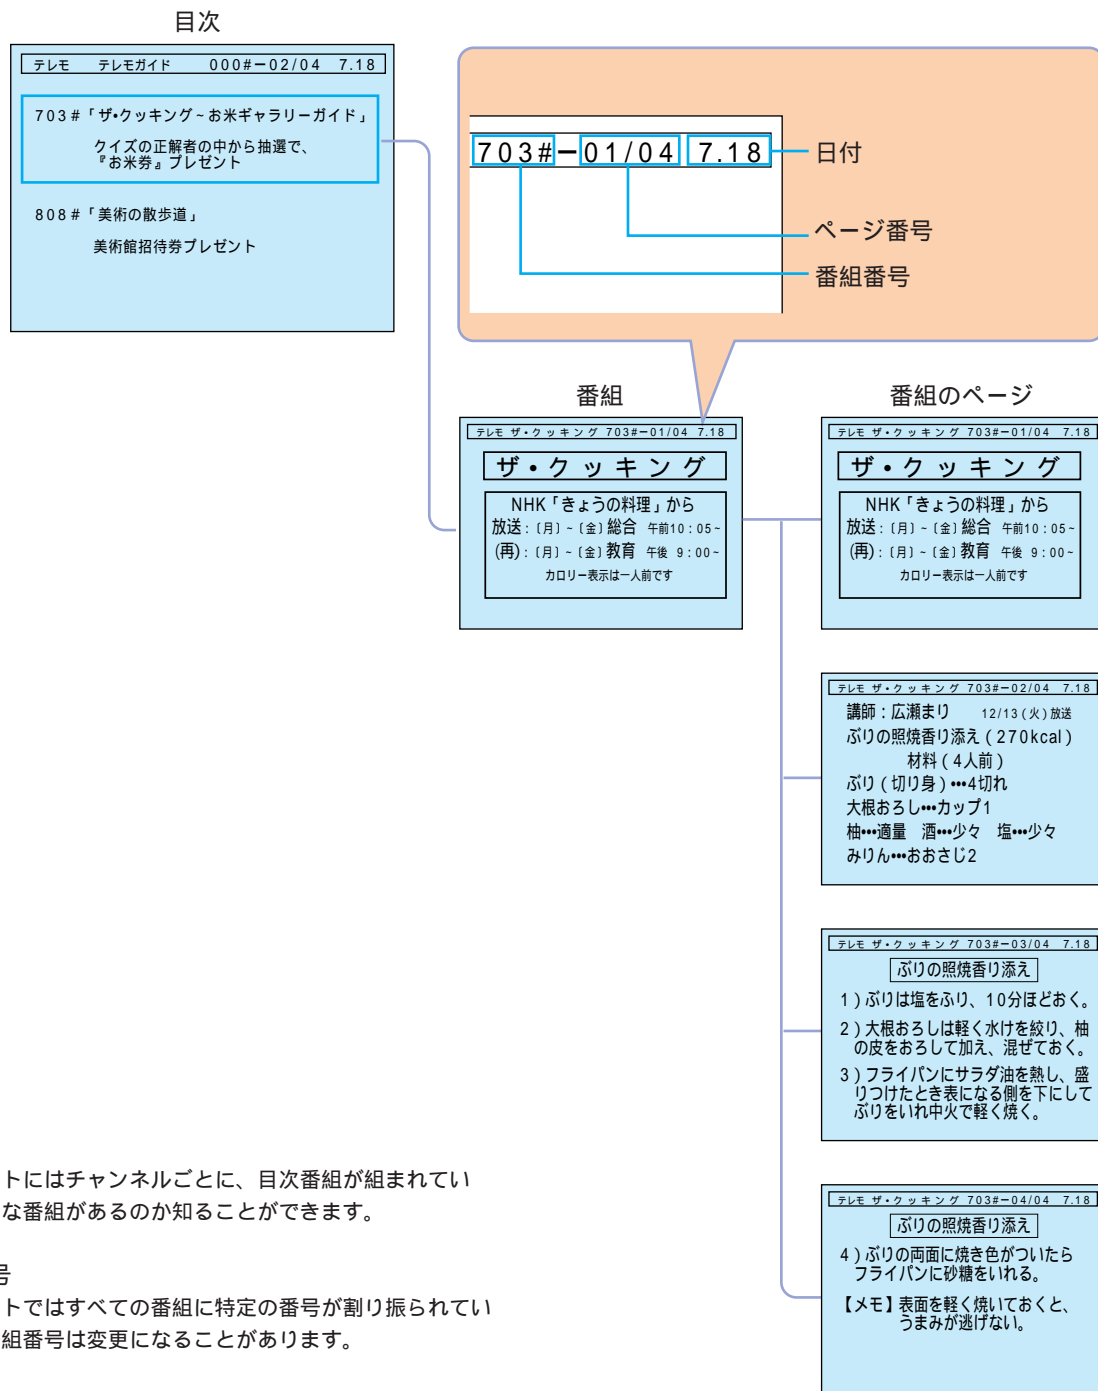 目次
テレモ テレモガイド 000#ー02/04 7.18
703#「ザ・クッキング~お米ギャラリーガイド」
クイズの正解者の中から抽選で、
『お米券』プレゼント
808#「美術の散歩道」
美術館招待券プレゼント
703#ー01/04 7.18
日付
ページ番号
番組番号
番組
テレモ ザ・クッキング 703#ー01/04 7.18
ザ・クッキング
NHK「きょうの料理」から
放送:〔月〕~〔金〕総合 午前10:05~
(再):〔月〕~〔金〕教育 午後 9:00~
カロリー表示は一人前です
番組のページ
テレモ ザ・クッキング 703#ー01/04 7.18
ザ・クッキング
NHK「きょうの料理」から
放送:〔月〕~〔金〕総合 午前10:05~
(再):〔月〕~〔金〕教育 午後 9:00~
カロリー表示は一人前です
テレモ ザ・クッキング 703#ー02/04 7.18
講師:広瀬まり 12/13(火)放送
ぶりの照焼香り添え(270kcal)
材料(4人前)
ぶり(切り身)・・・4切れ
大根おろし・・・カップ1
柚・・・適量 酒・・・少々 塩・・・少々
みりん・・・おおさじ2
テレモ ザ・クッキング 703#ー03/04 7.18
ぶりの照焼香り添え
1)ぶりは塩をふり、10分ほどおく。
2)大根おろしは軽く水けを絞り、柚
の皮をおろして加え、混ぜておく。
3)フライパンにサラダ油を熱し、盛
りつけたとき表になる側を下にして
ぶりをいれ中火で軽く焼く。
テレモ ザ・クッキング 703#ー04/04 7.18
ぶりの照焼香り添え
4)ぶりの両面に焼き色がついたら
フライパンに砂糖をいれる。
【メモ】表面を軽く焼いておくと、
うまみが逃げない。
トにはチャンネルごとに、目次番組が組まれてい
な番組があるのか知ることができます。
号
トではすべての番組に特定の番号が割り振られてい
組番号は変更になることがあります。